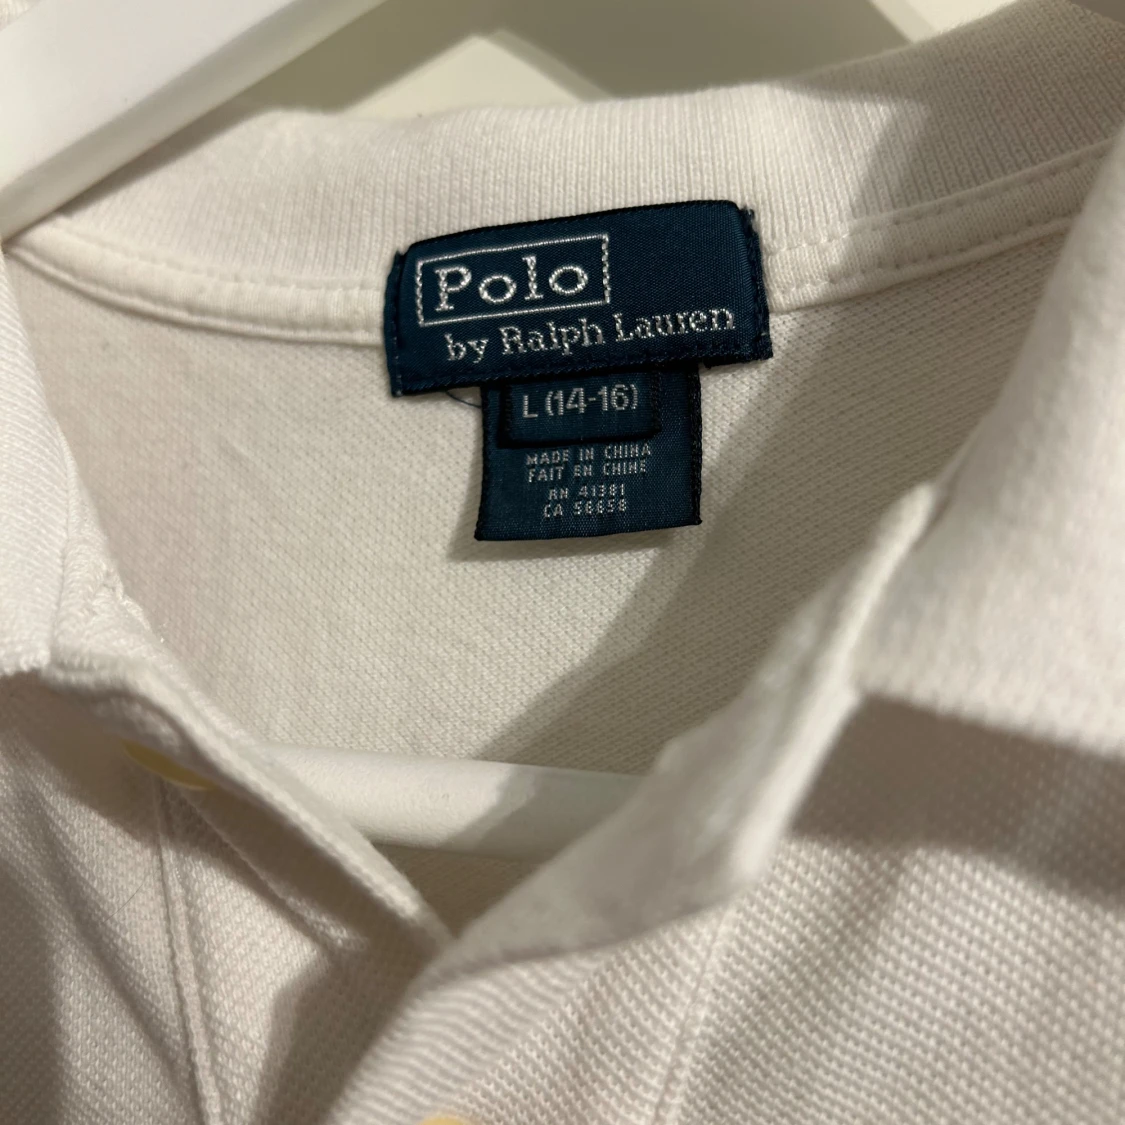 Polo
by Ralph Lauren
L (14-16)
MADE IN CHINA
FAIT EN CHINE
RN 41381
CA 56658